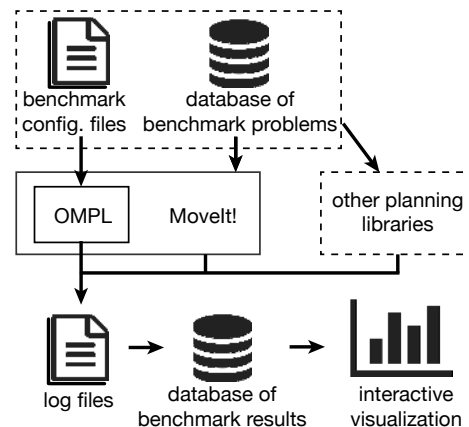 benchmark
config. files
database of
benchmark problems
OMPL
MoveIt!
other planning
libraries
log files
database of
benchmark results
interactive
visualization